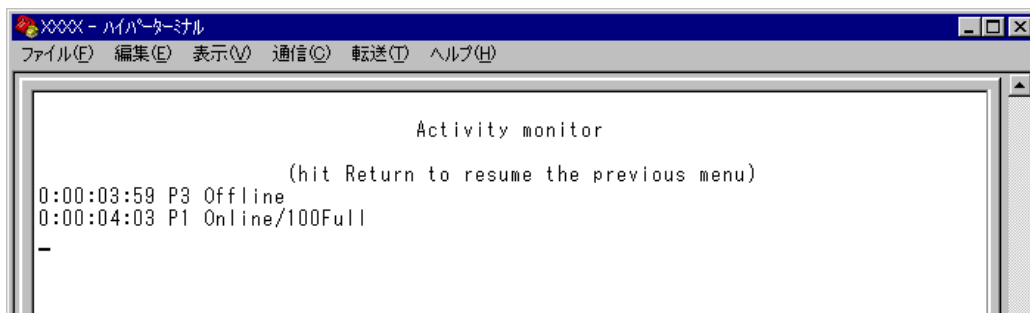 XXXX - ハイパーターミナル
ファイル(F) 編集(E) 表示(V) 通信(C) 転送(T) ヘルプ(H)
Activity monitor
(hit Return to resume the previous menu)
0:00:03:59 P3 Offline
0:00:04:03 P1 Online/100Full